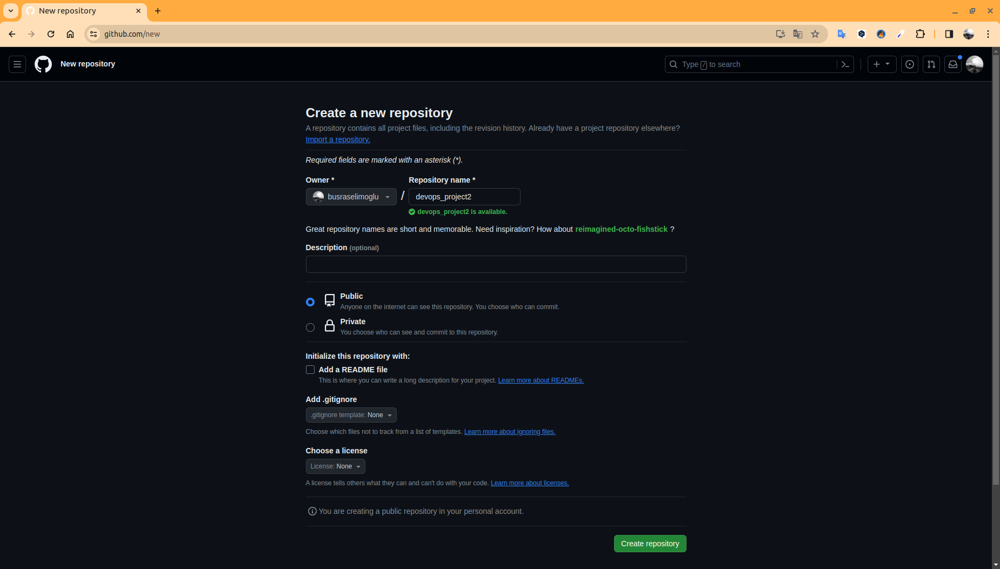 New repository
github.com/new
New repository
Type / to search
Create a new repository
A repository contains all project files, including the revision history. Already have a project repository elsewhere?
Import a repository.
Required fields are marked with an asterisk (*).
Owner * Repository name *
busraselimoglu / devops_project2
devops_project2 is available.
Great repository names are short and memorable. Need inspiration? How about reimagined-octo-fishstick ?
Description (optional)
Public
Anyone on the internet can see this repository. You choose who can commit.
Private
You choose who can see and commit to this repository.
Initialize this repository with:
Add a README file
This is where you can write a long description for your project. Learn more about READMEs.
Add .gitignore
.gitignore template: None
Choose which files not to track from a list of templates. Learn more about ignoring files.
Choose a license
License: None
A license tells others what they can and can't do with your code. Learn more about licenses.
You are creating a public repository in your personal account.
Create repository